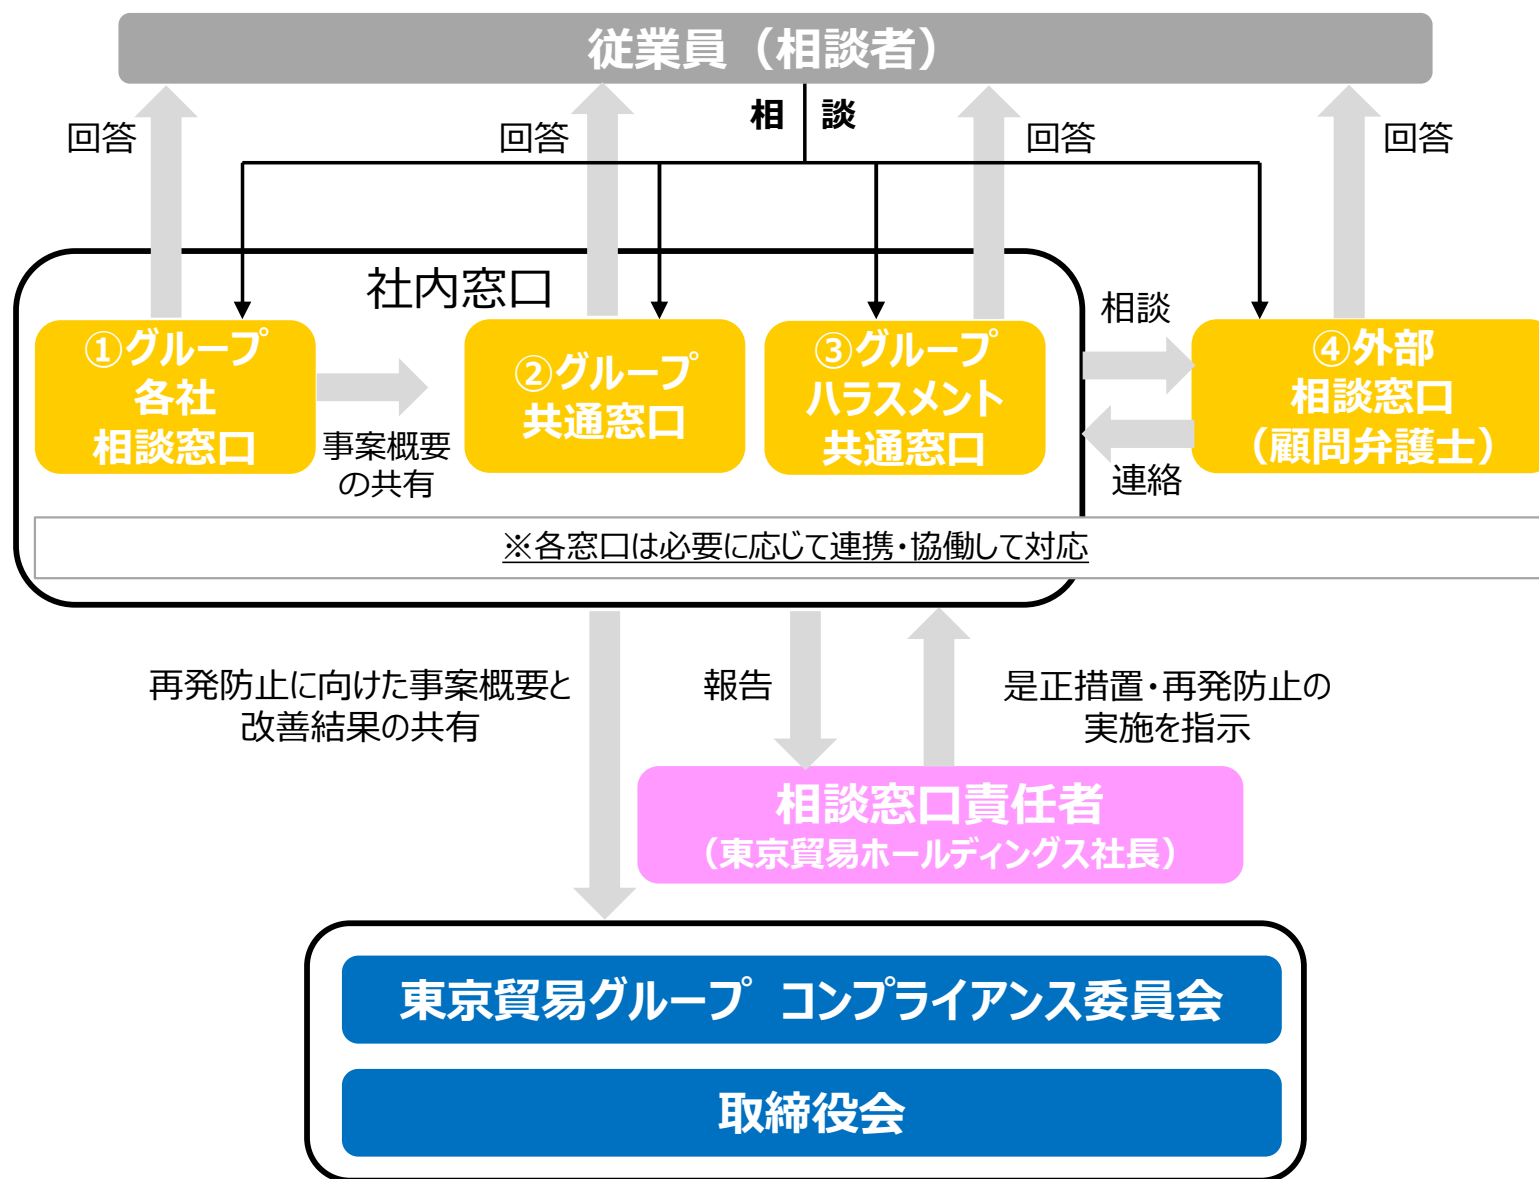 従業員（相談者）
相 談
回答
回答
回答
回答
社内窓口
①グループ
各社
相談窓口
事案概要
の共有
②グループ
共通窓口
③グループ
ハラスメント
共通窓口
相談
連絡
④外部
相談窓口
（顧問弁護士）
※各窓口は必要に応じて連携・協働して対応
再発防止に向けた事案概要と
改善結果の共有
報告
是正措置・再発防止の
実施を指示
相談窓口責任者
（東京貿易ホールディングス社長）
東京貿易グループ　コンプライアンス委員会
取締役会